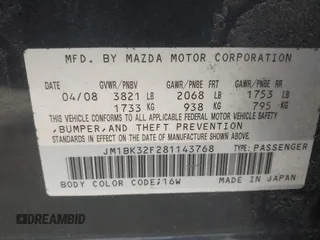 MFD. BY MAZDA MOTOR CORPORATION
GVWR/PNBV GAWR/PNBE FRT GAWR/PNBE RR
04/08 3821 LB 2068 LB 1753 LB
1733 KG 938 KG 795 KG
THIS VEHICLE CONFORMS TO ALL APPLICABLE FEDERAL MOTOR VEHICLE SAFETY
,BUMPER,AND THEFT PREVENTION
STANDARDS IN EFFECT ON THE DATE OF MANUFACTURE SHOWN ABOVE.
JM1BK32F281143768 TYPE:PASSENGER
BODY COLOR CODE:16W MADE IN JAPAN
© DREAMBID